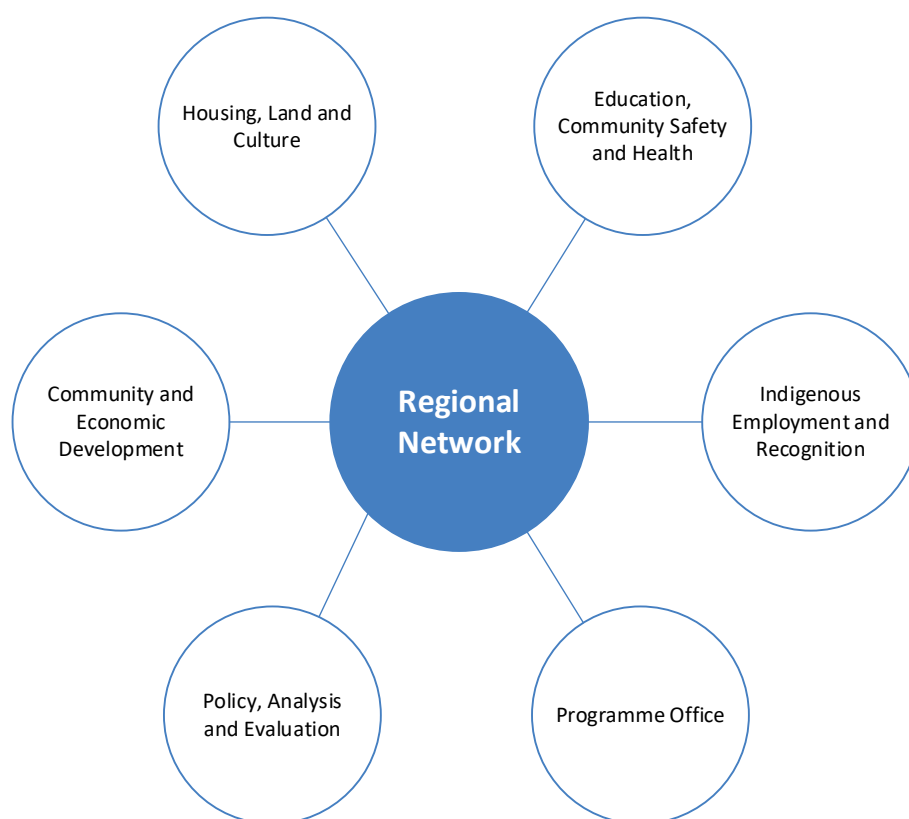 Housing, Land and
Culture
Education,
Community Safety
and Health
Community and
Economic
Development
Regional
Network
Indigenous
Employment and
Recognition
Policy, Analysis
and Evaluation
Programme Office